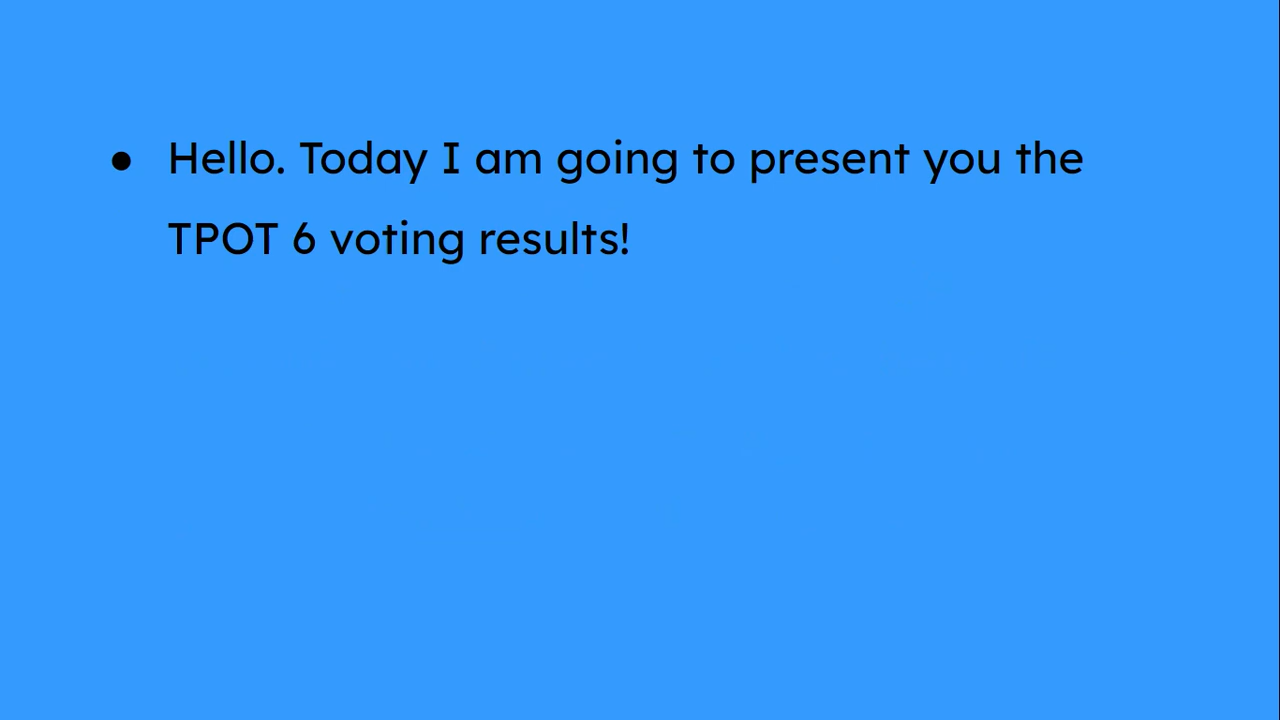 ● Hello. Today I am going to present you the
TPOT 6 voting results!